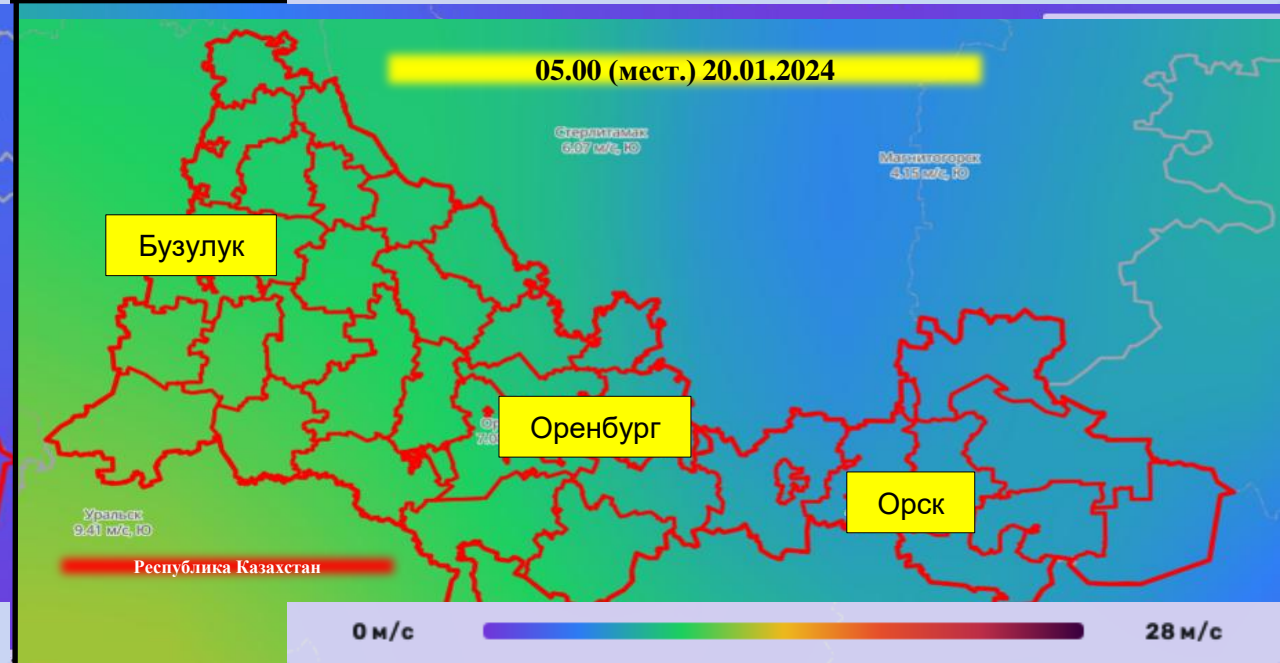 05.00 (мест.) 20.01.2024
Стерлитамак
6.07 м/с, Ю
Магнитогорск
4.15 м/с, Ю
Бузулук
Оренбург
Орск
Уральск
9.41 м/с, Ю
Республика Казахстан
0 м/с
28 м/с